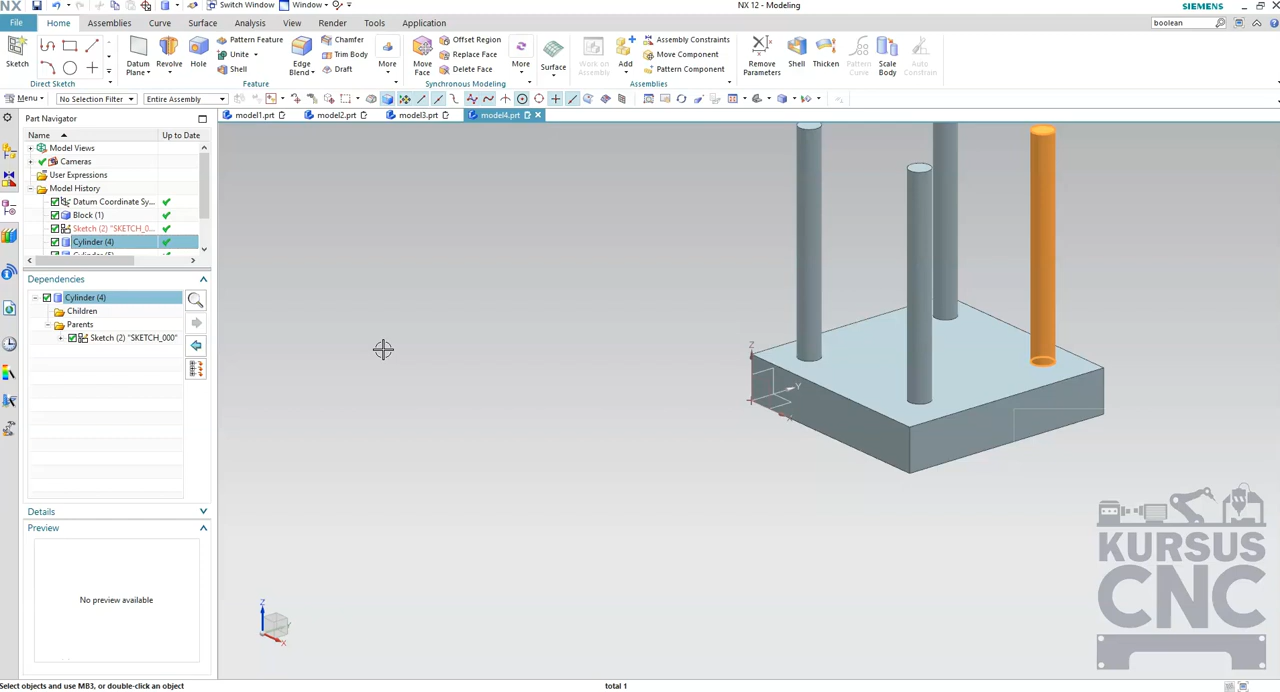 NX
Switch Window
Window
NX 12 - Modeling
SIEMENS
File
Home
Assemblies
Curve
Surface
Analysis
View
Render
Tools
Application
boolean
Sketch
Direct Sketch
Datum Plane
Revolve
Hole
Pattern Feature
Unite
Shell
Edge Blend
Chamfer
Trim Body
Draft
More
Feature
Move Face
Offset Region
Replace Face
Delete Face
More
Synchronous Modeling
Surface
Work on Assembly
Add
Assembly Constraints
Move Component
Pattern Component
Assemblies
Remove Parameters
Shell
Thicken
Pattern Curve
Scale Body
Auto Constrain
Menu
No Selection Filter
Entire Assembly
Part Navigator
model1.prt
model2.prt
model3.prt
model4.prt
Name
Up to Date
Model Views
Cameras
User Expressions
Model History
Datum Coordinate Sy...
Block (1)
Sketch (2) "SKETCH_0...
Cylinder (4)
Dependencies
Cylinder (4)
Children
Parents
Sketch (2) "SKETCH_000"
Details
Preview
No preview available
Z
Y
X
Z
X
KURSUS
CNC
Select objects and use MB3, or double-click an object
total 1